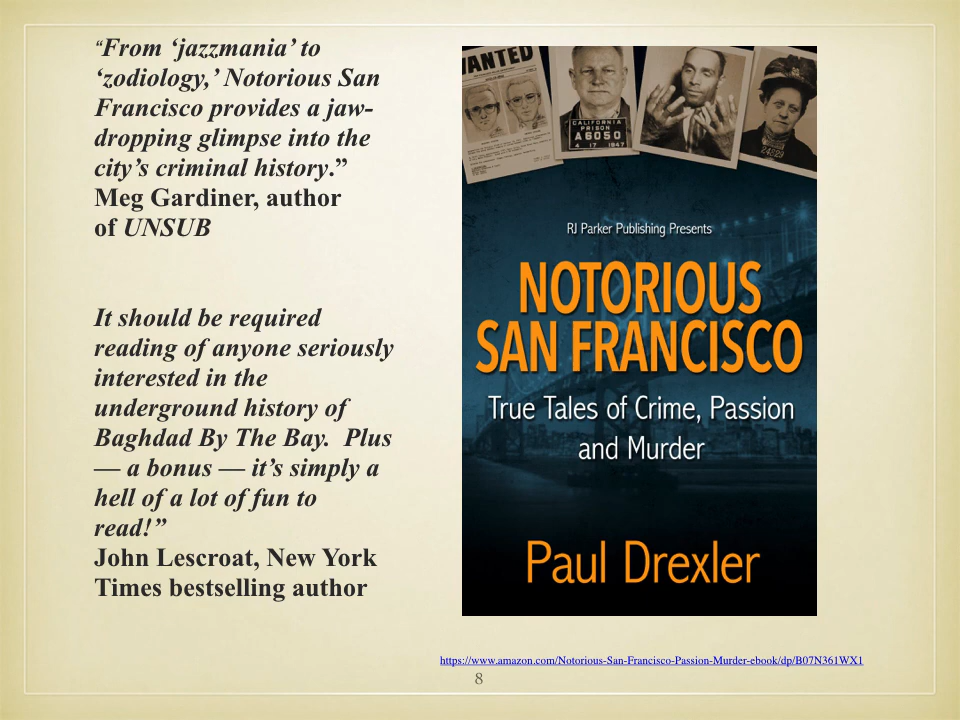 “From ‘jazzmania’ to
‘zodiology,’ Notorious San
Francisco provides a jaw-
dropping glimpse into the
city’s criminal history.”
Meg Gardiner, author
of UNSUB
It should be required
reading of anyone seriously
interested in the
underground history of
Baghdad By The Bay.  Plus
— a bonus — it’s simply a
hell of a lot of fun to
read!”
John Lescroat, New York
Times bestselling author
WANTED
CALIFORNIA
PRISON
A6050
4 17 1947
RJ Parker Publishing Presents
NOTORIOUS
SAN FRANCISCO
True Tales of Crime, Passion
and Murder
Paul Drexler
https://www.amazon.com/Notorious-San-Francisco-Passion-Murder-ebook/dp/B07N361WX1
8